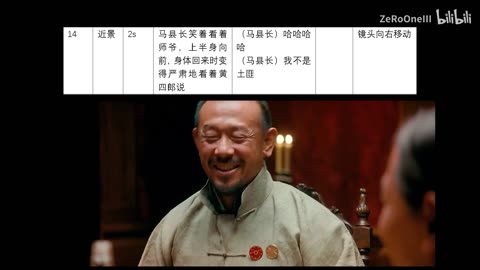 ZeRoOneIII bilibili
14 近景 2s 马县长笑着看着 （马县长）哈哈哈 镜头向右移动
师爷，上半身向 哈
前，身体回来时变 （马县长）我不是
得严肃地看着黄 土匪
四郎说